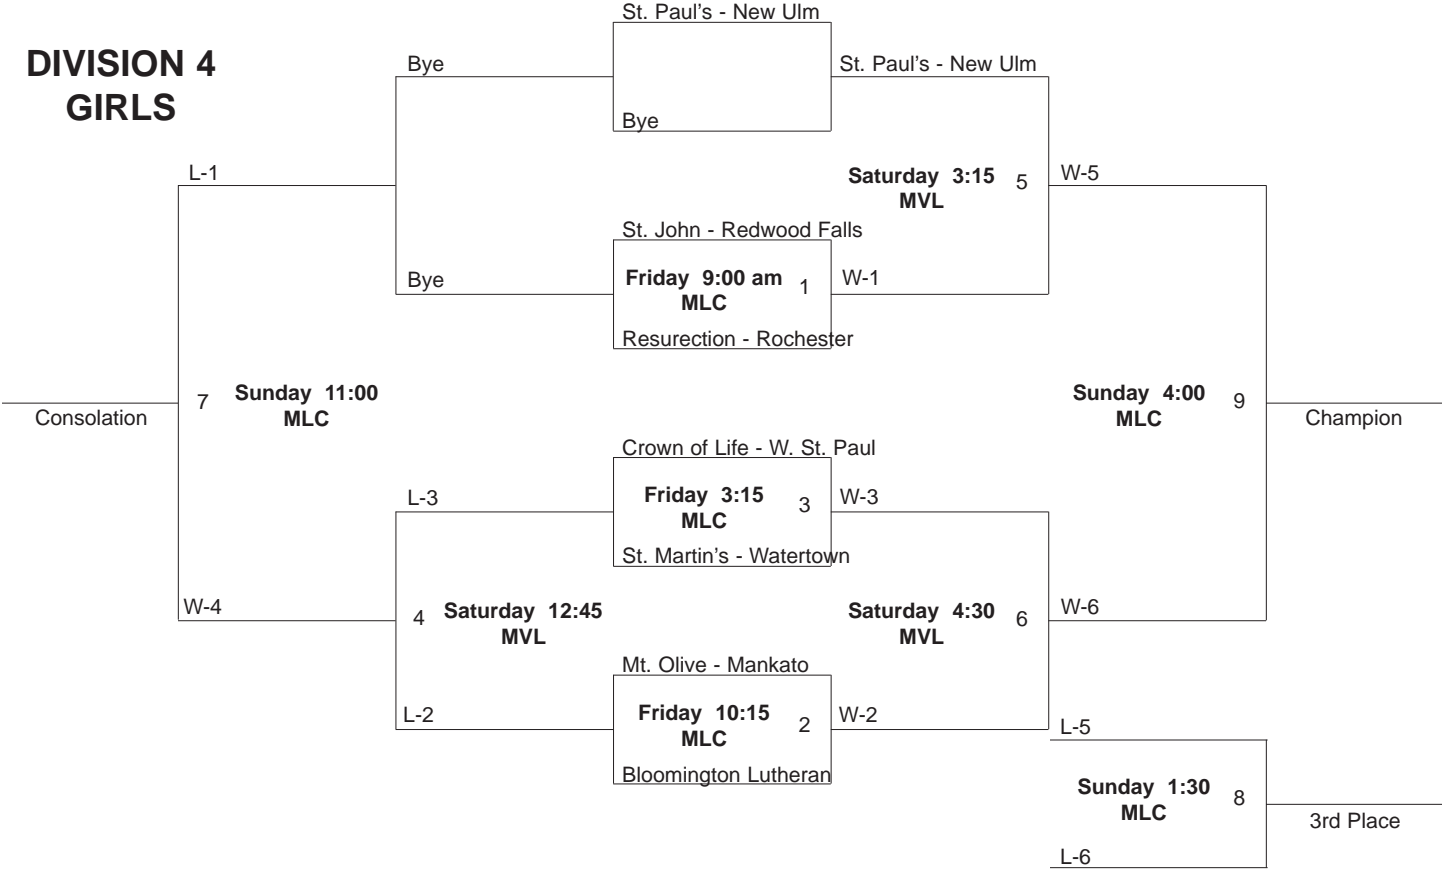 St. Paul's - New Ulm
DIVISION 4
GIRLS
Bye
St. Paul's - New Ulm
Bye
L-1
Saturday 3:15 5
MVL
W-5
St. John - Redwood Falls
Bye
Friday 9:00 am 1
MLC
W-1
Resurection - Rochester
7 Sunday 11:00
MLC
Consolation
Sunday 4:00 9
MLC
Champion
Crown of Life - W. St. Paul
L-3
Friday 3:15 3
MLC
W-3
St. Martin's - Watertown
W-4
4 Saturday 12:45
MVL
Saturday 4:30 6
MVL
W-6
Mt. Olive - Mankato
L-2
Friday 10:15 2
MLC
W-2
L-5
Bloomington Lutheran
Sunday 1:30 8
MLC
3rd Place
L-6